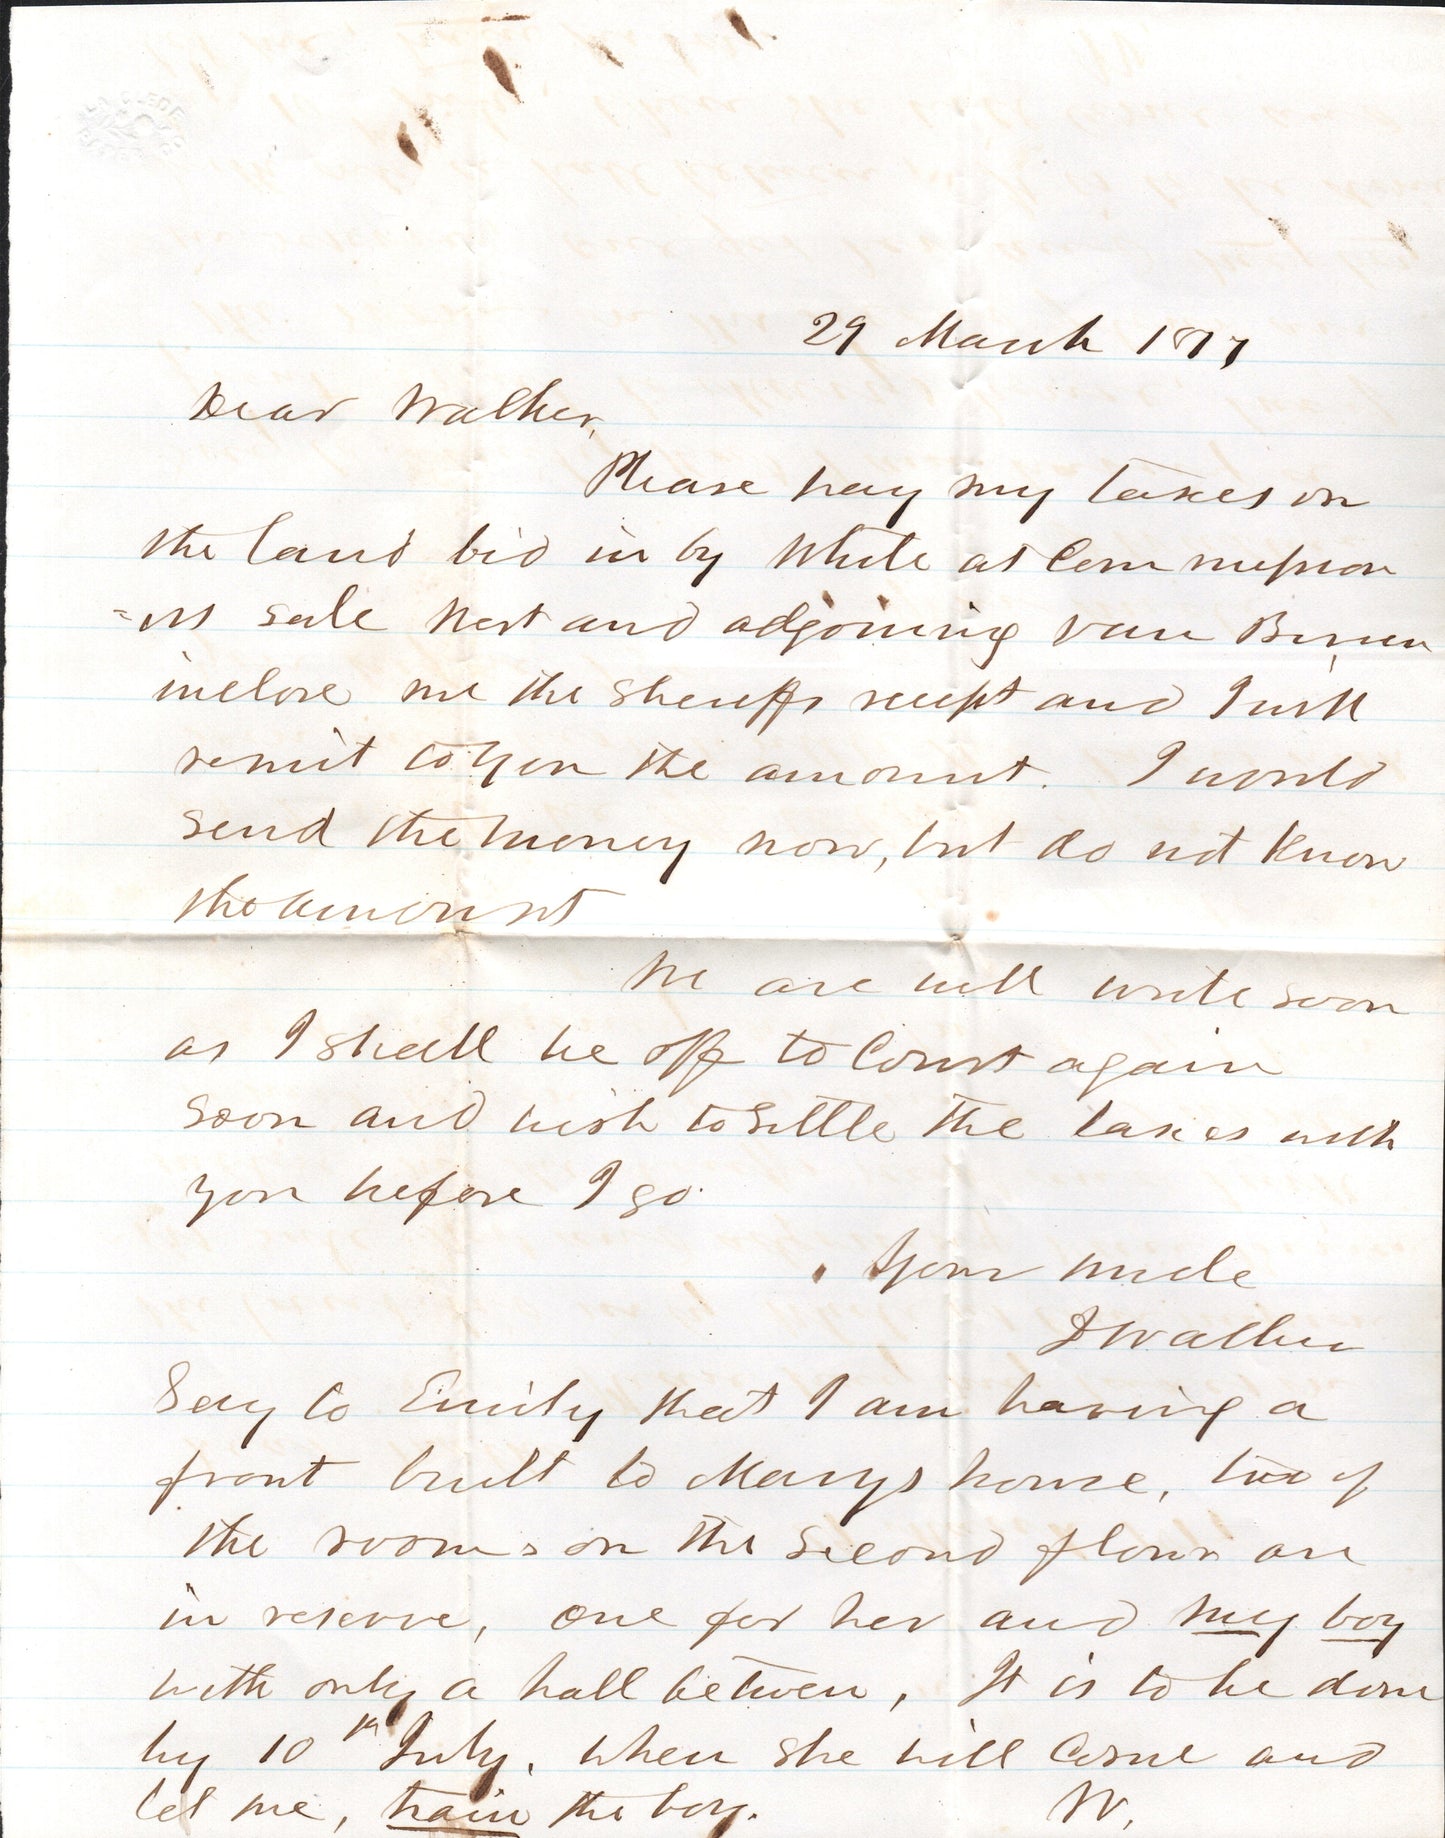 29 March 1877
Dear Walker,
Please pay my taxes on
the land bid in by White at Commission
=ers sale West and adjoining Van Buren
inclose me the sheriffs receipt and I will
remit to you the amount. I would
send the money now, but do not know
the amount
We are well write soon
as I shall be off to Court again
soon and wish to settle the taxes with
you before I go.
Your uncle
J Walker
Say to Emily that I am having a
front built to Marys house, two of
the rooms on the second floor are
in reserve, one for her and my boy
with only a hall between, It is to be done
by 10th July, when she will come and
let me, train the boy. W.